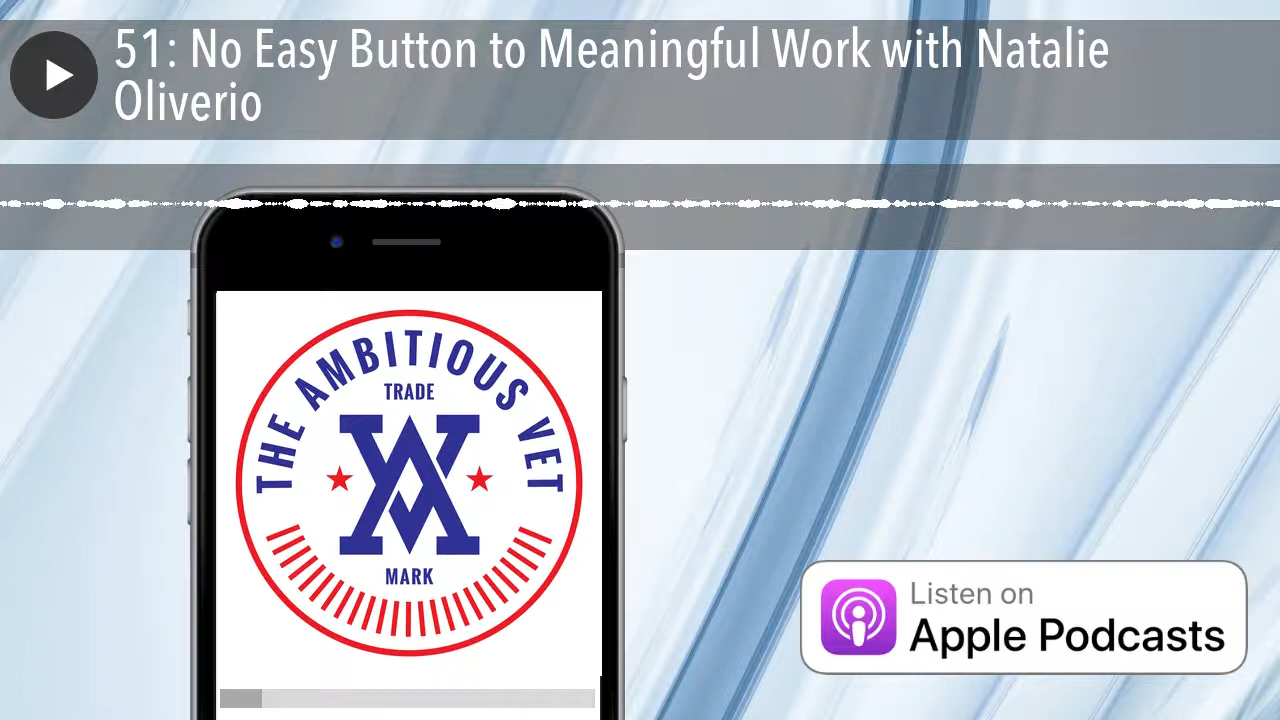 51: No Easy Button to Meaningful Work with Natalie
Oliverio
THE AMBITIOUS VET
TRADE
MARK
Listen on
Apple Podcasts